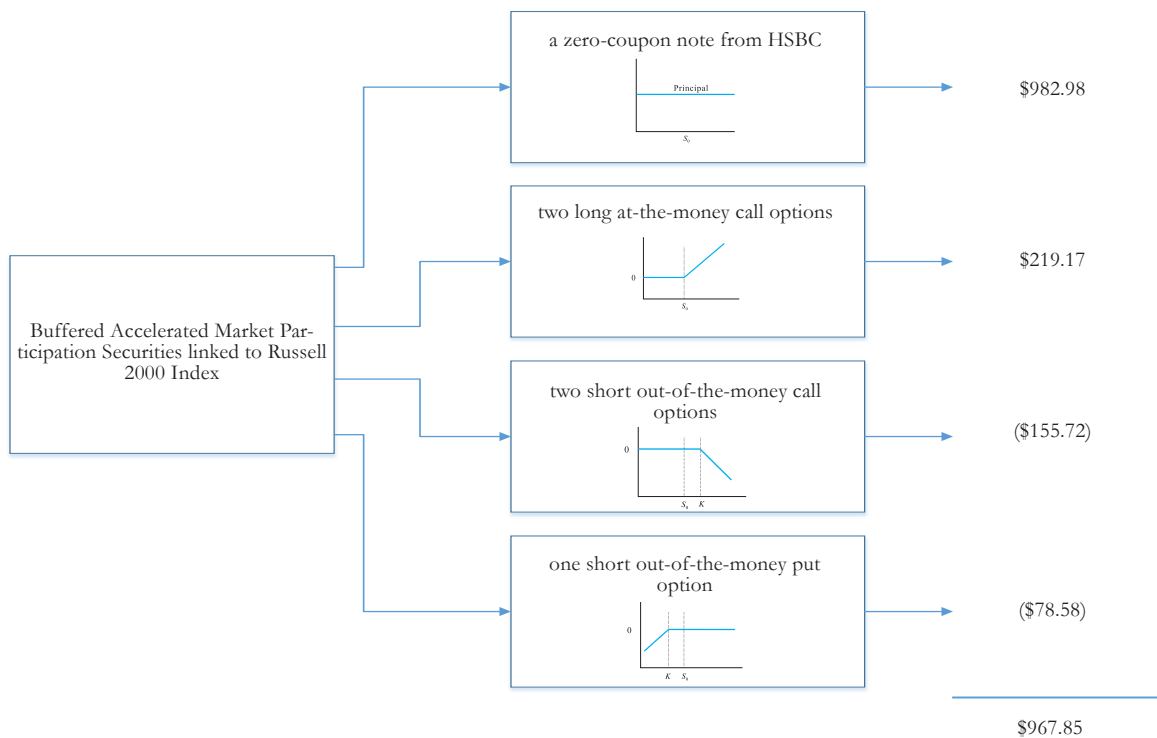 a zero-coupon note from HSBC
Principal
S₀
$982.98
two long at-the-money call options
0
S₀
$219.17
Buffered Accelerated Market Par-
ticipation Securities linked to Russell
2000 Index
two short out-of-the-money call
options
0
S₀ K
($155.72)
one short out-of-the-money put
option
0
K S₀
($78.58)
$967.85